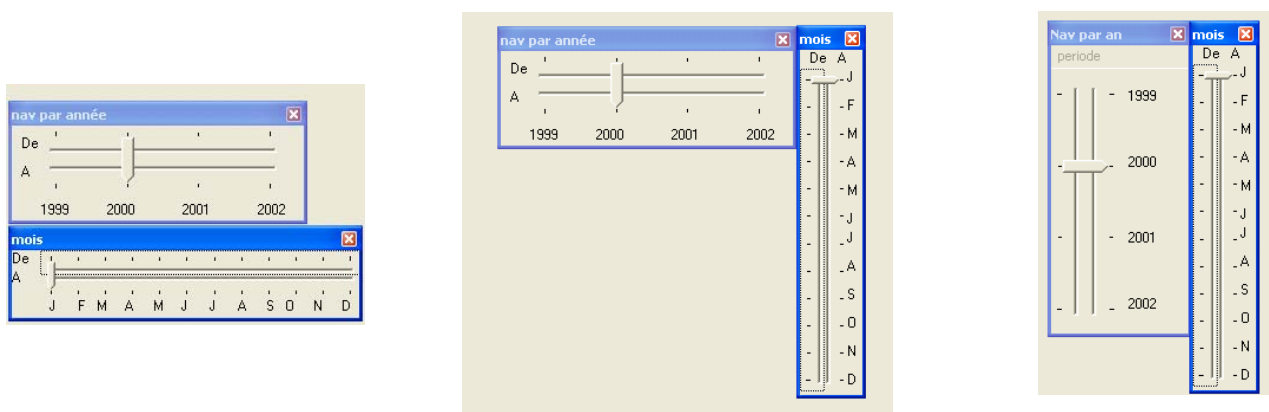 nav par année
De
A
1999 2000 2001 2002
mois
De
A
J F M A M J J A S O N D
nav par année
De
A
1999 2000 2001 2002
mois
De A
J
F
M
A
M
J
J
A
S
O
N
D
Nav par an
periode
1999
2000
2001
2002
mois
De A
J
F
M
A
M
J
J
A
S
O
N
D